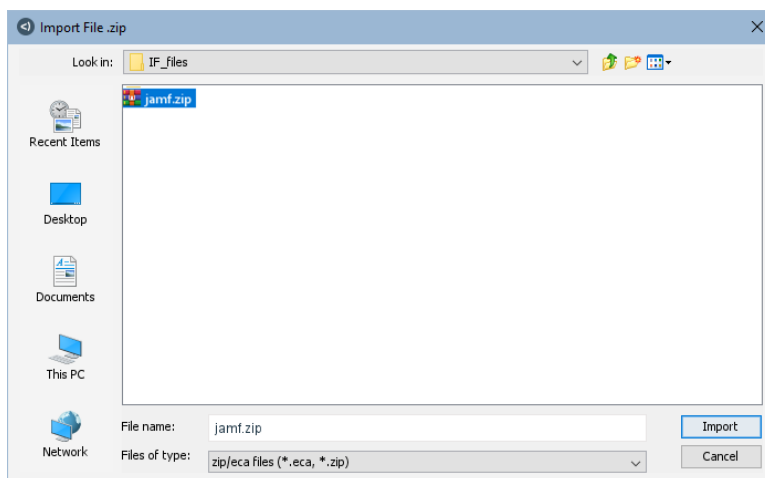 Import File .zip
Look in: IF_files
jamf.zip
Recent Items
Desktop
Documents
This PC
Network
File name: jamf.zip Import
Files of type: zip/eca files (*.eca, *.zip) Cancel